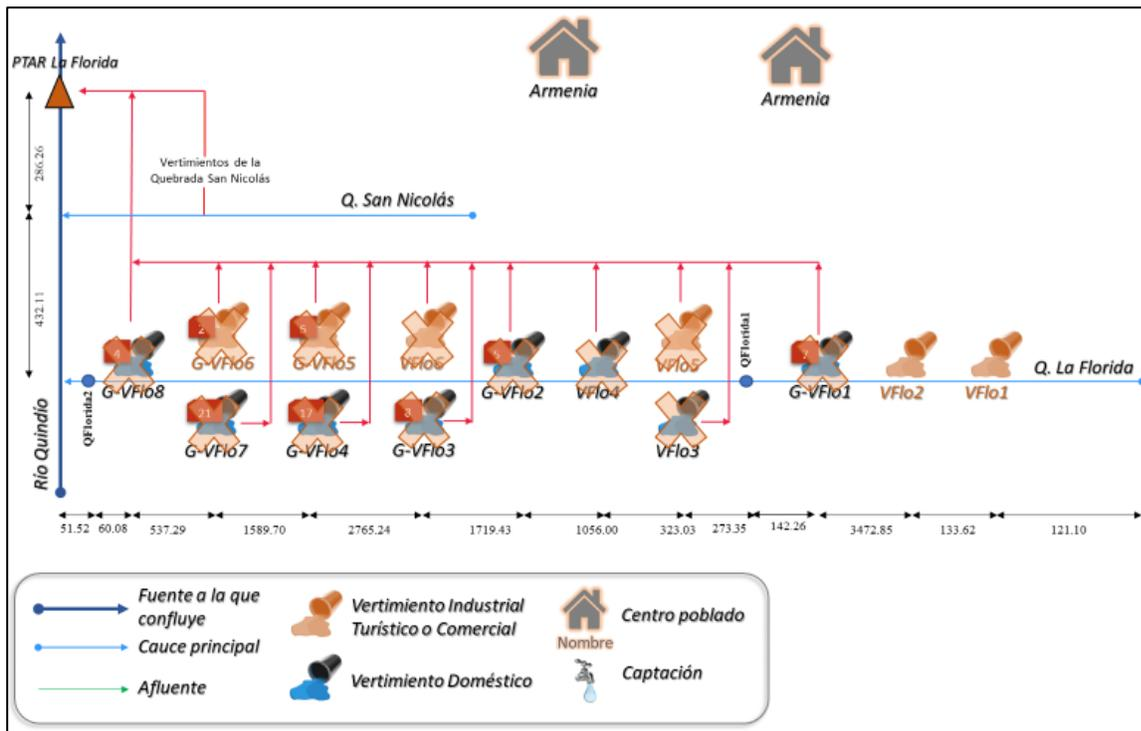 PTAR La Florida
Armenia
Armenia
286.26
Vertimientos de la
Quebrada San Nicolás
Q. San Nicolás
432.11
2
G-VFlo6
5
G-VFlo5
VFlo6
VFlo5
QFlorida1
4
G-VFlo8
G-VFlo2
VFlo4
7
G-VFlo1
VFlo2
VFlo1
Q. La Florida
QFlorida2
21
G-VFlo7
17
G-VFlo4
3
G-VFlo3
VFlo3
Río Quindío
51.52
60.08
537.29
1589.70
2765.24
1719.43
1056.00
323.03
273.35
142.26
3472.85
133.62
121.10
Fuente a la que
confluye
Cauce principal
Afluente
Vertimiento Industrial
Turístico o Comercial
Vertimiento Doméstico
Nombre
Centro poblado
Captación